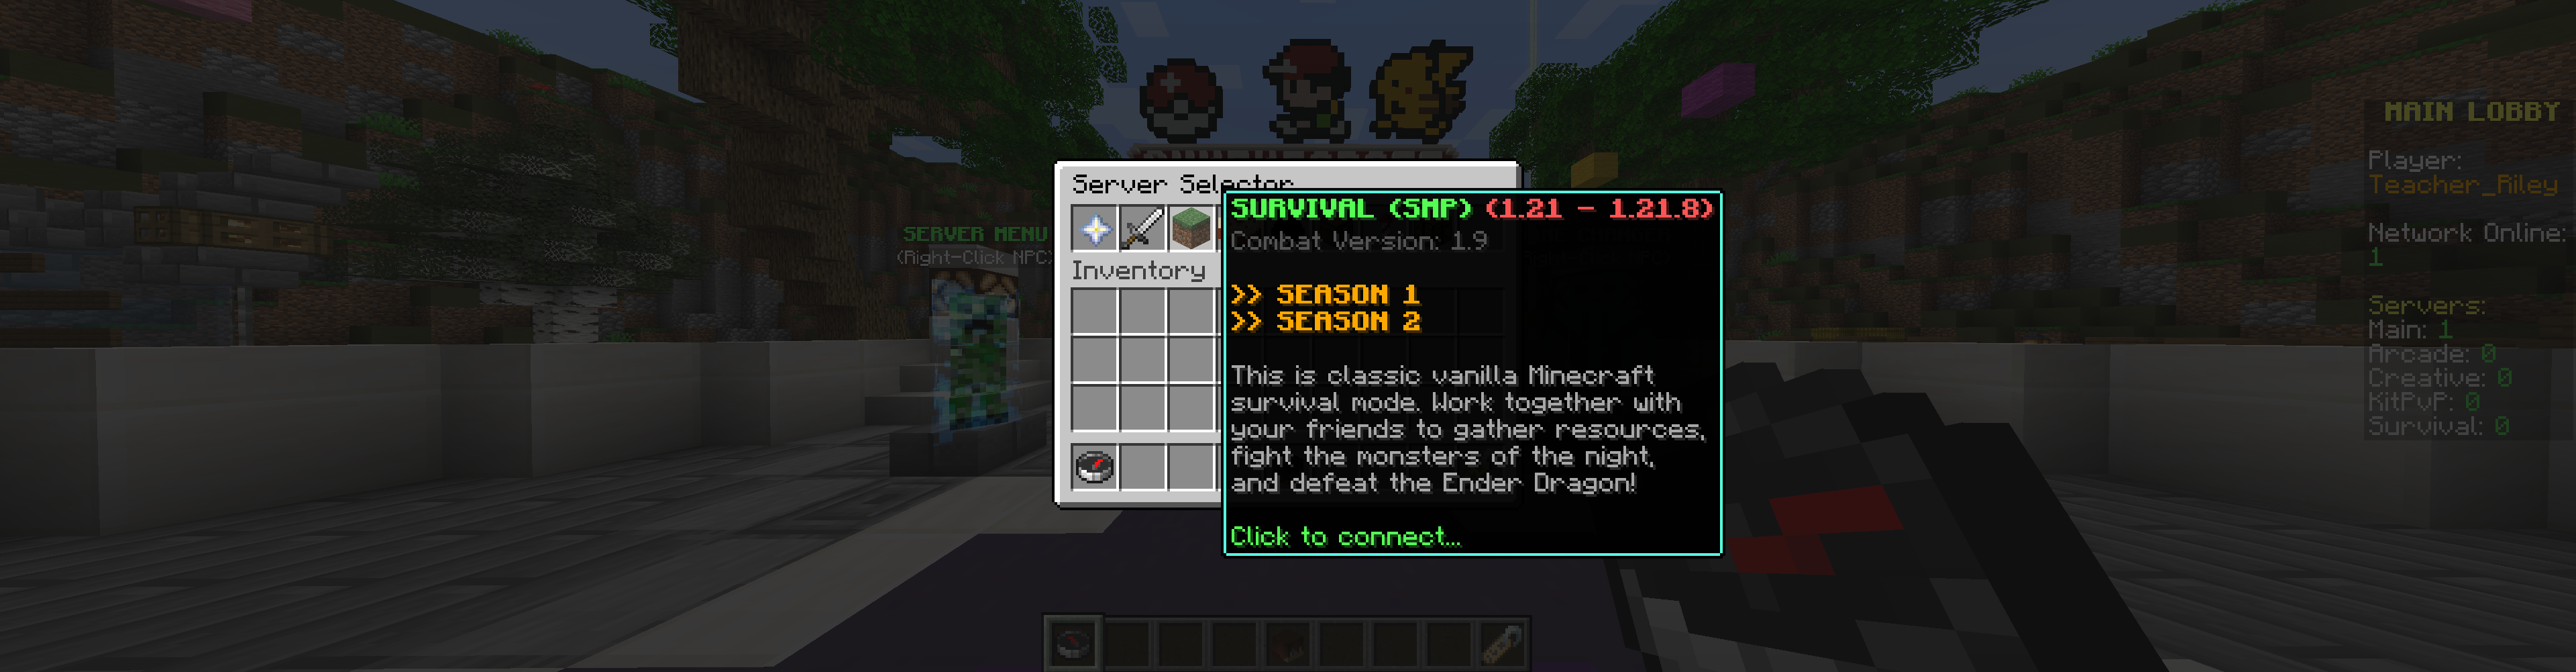 SERVER MENU
(Right-Click NPC)
Server Selector
Inventory
SURVIVAL (SMP) (1.21 - 1.21.8)
Combat Version: 1.9
>> SEASON 1
>> SEASON 2
This is classic vanilla Minecraft
survival mode. Work together with
your friends to gather resources,
fight the monsters of the night,
and defeat the Ender Dragon!
Click to connect...
MAIN LOBBY
Player:
Teacher_Riley
Network Online:
1
Servers:
Main: 1
Arcade: 0
Creative: 0
KitPvP: 0
Survival: 0